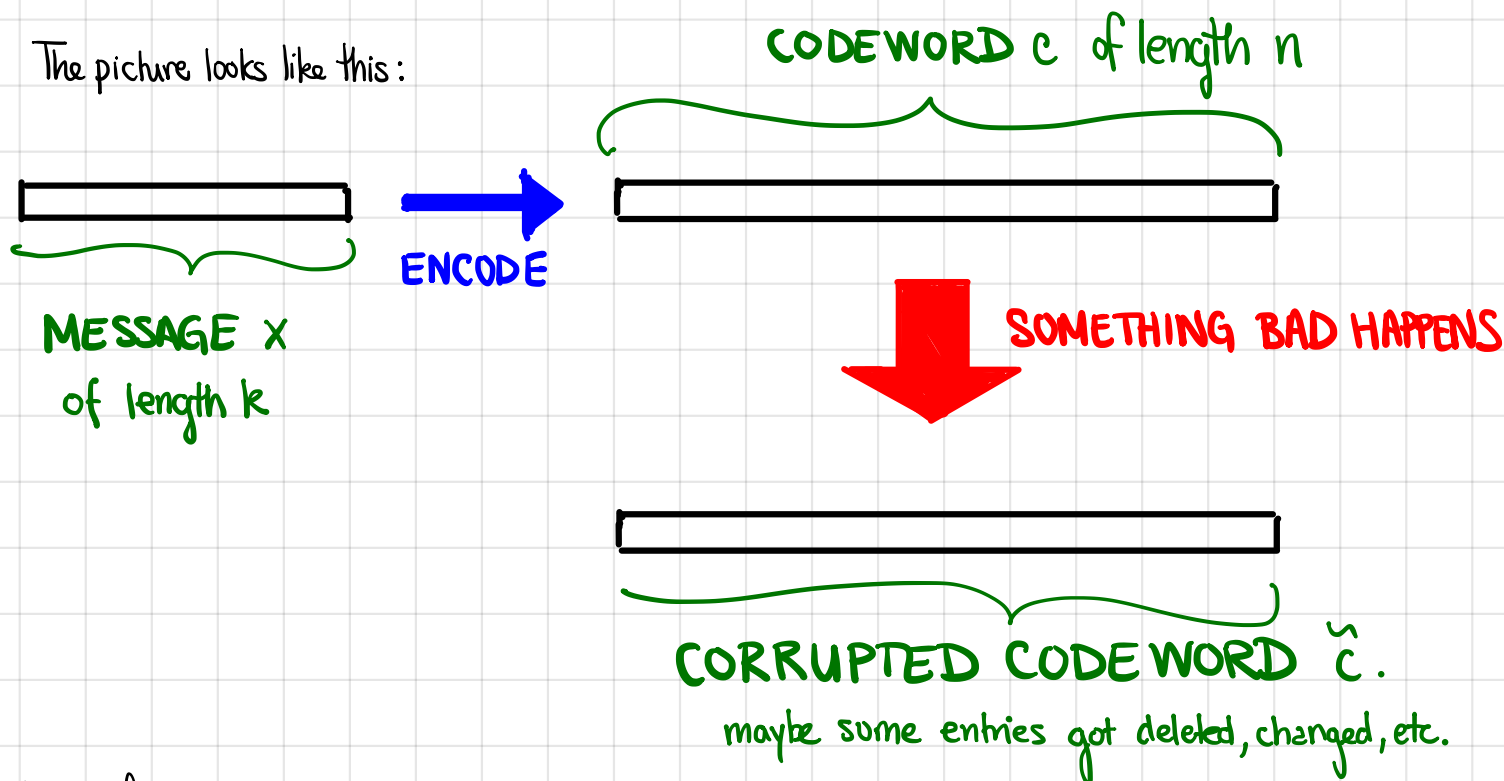 The picture looks like this:
CODEWORD c of length n
ENCODE
MESSAGE x
of length k
SOMETHING BAD HAPPENS
CORRUPTED CODEWORD c̃.
maybe some entries got deleted, changed, etc.